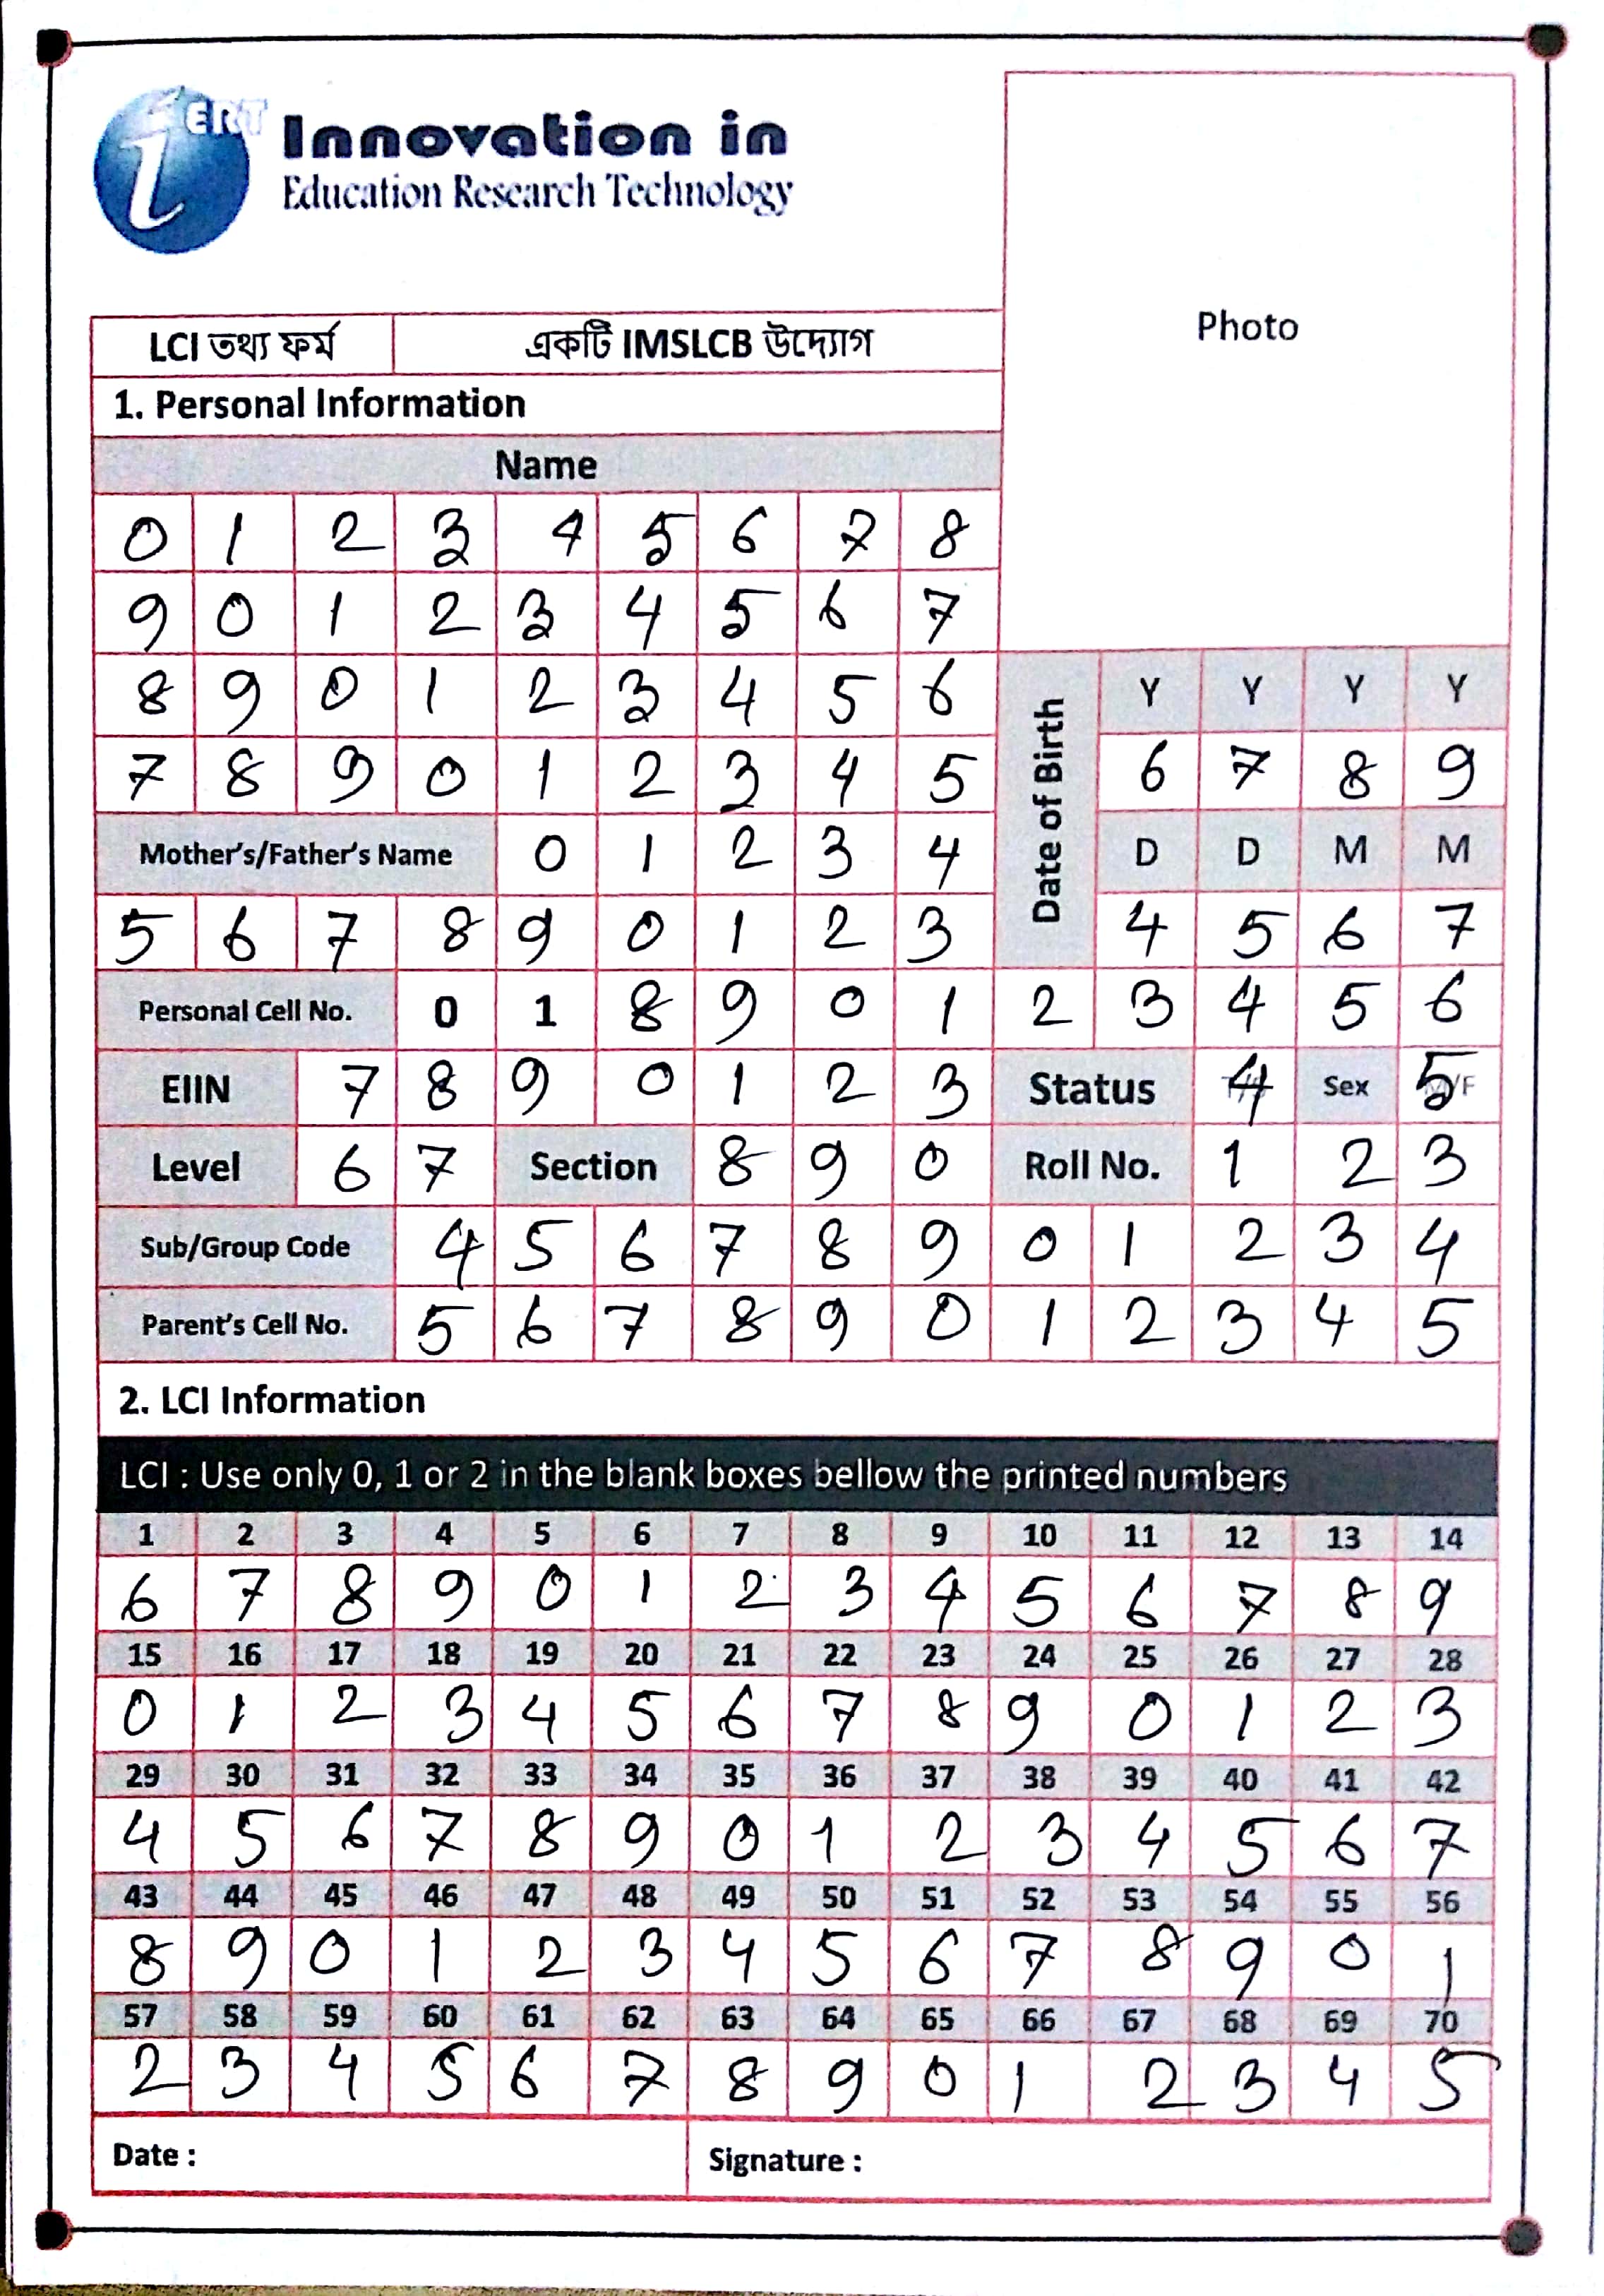 iERT Innovation in
Education Research Technology
Photo
LCI তথ্য ফর্ম একটি IMSLCB উদ্যোগ
1. Personal Information
Name
0 1 2 3 4 5 6 7 8
9 0 1 2 3 4 5 6 7
8 9 0 1 2 3 4 5 6
7 8 9 0 1 2 3 4 5
Date of Birth
Y Y Y Y
6 7 8 9
D D M M
4 5 6 7
Mother's/Father's Name 0 1 2 3 4
5 6 7 8 9 0 1 2 3
Personal Cell No. 0 1 8 9 0 1 2 3 4 5 6
EIIN 7 8 9 0 1 2 3 Status 4 Sex 5 M/F
Level 6 7 Section 8 9 0 Roll No. 1 2 3
Sub/Group Code 4 5 6 7 8 9 0 1 2 3 4
Parent's Cell No. 5 6 7 8 9 0 1 2 3 4 5
2. LCI Information
LCI : Use only 0, 1 or 2 in the blank boxes bellow the printed numbers
1 2 3 4 5 6 7 8 9 10 11 12 13 14
6 7 8 9 0 1 2 3 4 5 6 7 8 9
15 16 17 18 19 20 21 22 23 24 25 26 27 28
0 1 2 3 4 5 6 7 8 9 0 1 2 3
29 30 31 32 33 34 35 36 37 38 39 40 41 42
4 5 6 7 8 9 0 1 2 3 4 5 6 7
43 44 45 46 47 48 49 50 51 52 53 54 55 56
8 9 0 1 2 3 4 5 6 7 8 9 0 1
57 58 59 60 61 62 63 64 65 66 67 68 69 70
2 3 4 5 6 7 8 9 0 1 2 3 4 5
Date : Signature :